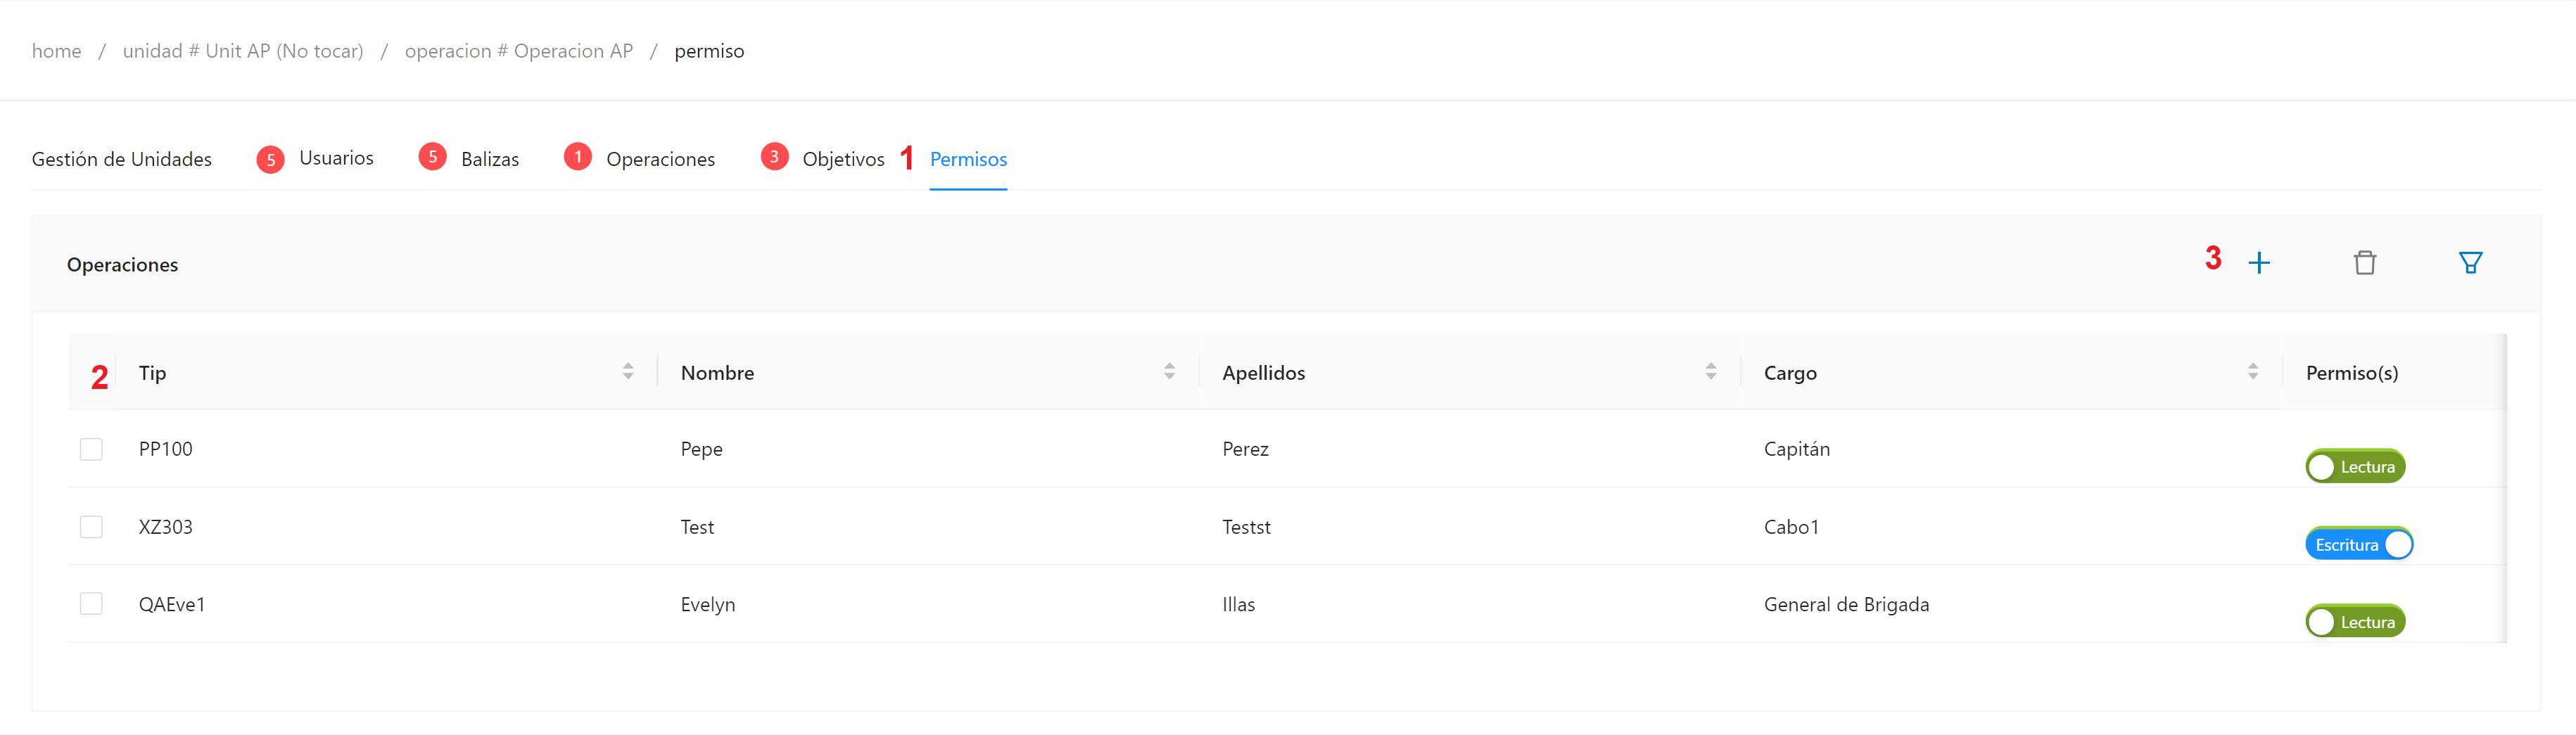 home / unidad # Unit AP (No tocar) / operacion # Operacion AP / permiso
Gestión de Unidades 5 Usuarios 5 Balizas 1 Operaciones 3 Objetivos 1 Permisos
Operaciones 3 +
2 Tip Nombre Apellidos Cargo Permiso(s)
PP100 Pepe Perez Capitán Lectura
XZ303 Test Testst Cabo1 Escritura
QAEve1 Evelyn Illas General de Brigada Lectura